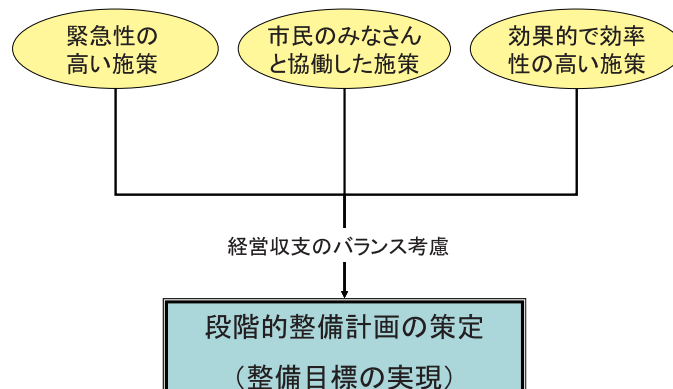 緊急性の
高い施策
市民のみなさん
と協働した施策
効果的で効率
性の高い施策
経営収支のバランス考慮
段階的整備計画の策定
（整備目標の実現）